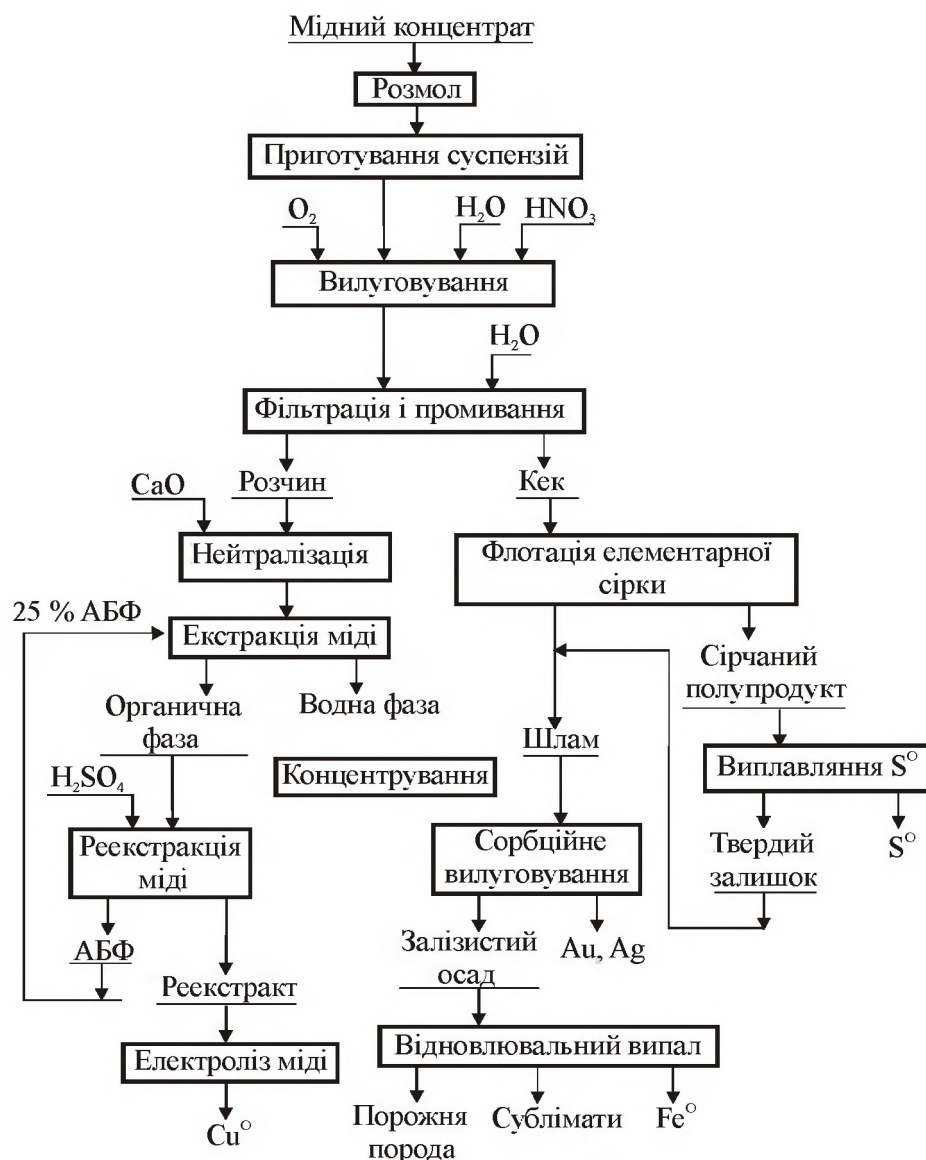 Мідний концентрат
Розмол
Приготування суспензій
O₂
H₂O
HNO₃
Вилуговування
H₂O
Фільтрація і промивання
CaO
Розчин
Кек
Нейтралізація
Флотація елементарної
сірки
25 % АБФ
Екстракція міді
Сірчаний
полупродукт
Органична
фаза
Водна фаза
Шлам
Виплавляння S°
H₂SO₄
Концентрування
Реекстракція
міді
Сорбційне
вилуговування
Твердий
залишок
S°
АБФ
Залізистий
осад
Au, Ag
Реекстракт
Електроліз міді
Відновлювальний випал
Cu°
Порожня
порода
Сублімати
Fe°